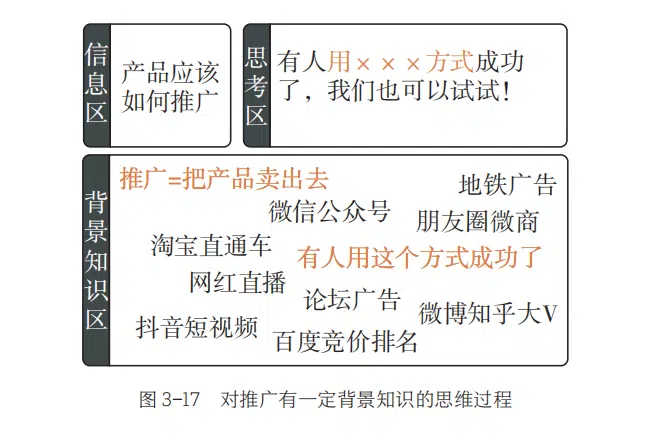 信息区
产品应该
如何推广
思考区
有人用×××方式成功
了，我们也可以试试！
背景知识区
推广=把产品卖出去
地铁广告
微信公众号
朋友圈微商
淘宝直通车
有人用这个方式成功了
网红直播
论坛广告
微博知乎大V
抖音短视频
百度竞价排名
图 3-17 对推广有一定背景知识的思维过程